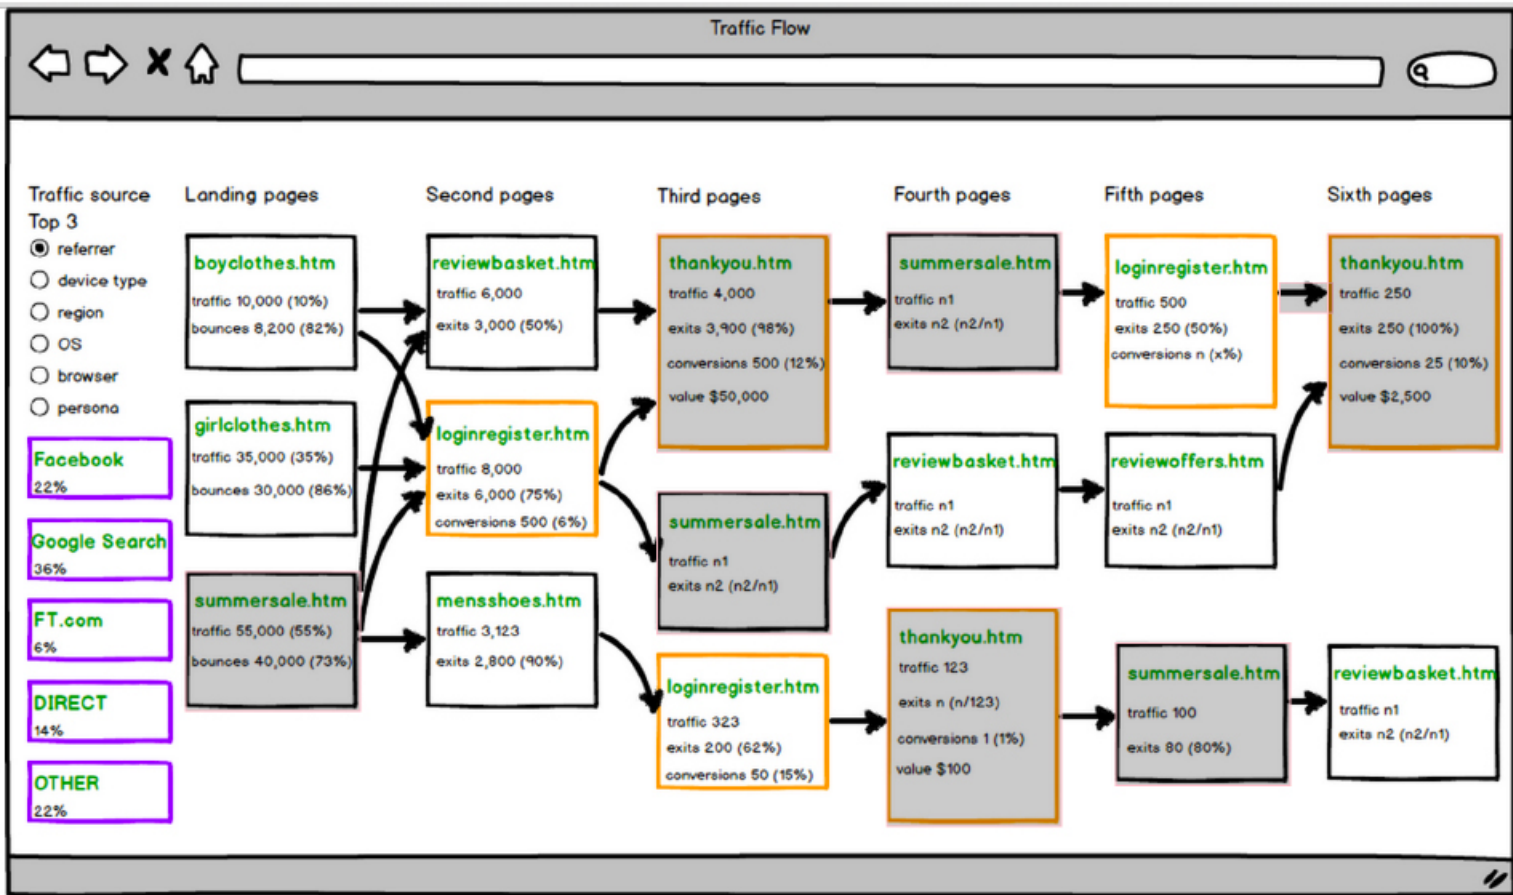 Traffic Flow
Traffic source
Top 3
referrer
device type
region
OS
browser
persona
Facebook
22%
Google Search
36%
FT.com
6%
DIRECT
14%
OTHER
22%
Landing pages
boyclothes.htm
traffic 10,000 (10%)
bounces 8,200 (82%)
girlclothes.htm
traffic 35,000 (35%)
bounces 30,000 (86%)
summersale.htm
traffic 55,000 (55%)
bounces 40,000 (73%)
Second pages
reviewbasket.htm
traffic 6,000
exits 3,000 (50%)
loginregister.htm
traffic 8,000
exits 6,000 (75%)
conversions 500 (6%)
mensshoes.htm
traffic 3,123
exits 2,800 (90%)
Third pages
thankyou.htm
traffic 4,000
exits 3,900 (98%)
conversions 500 (12%)
value $50,000
summersale.htm
traffic n1
exits n2 (n2/n1)
loginregister.htm
traffic 323
exits 200 (62%)
conversions 50 (15%)
Fourth pages
summersale.htm
traffic n1
exits n2 (n2/n1)
reviewbasket.htm
traffic n1
exits n2 (n2/n1)
thankyou.htm
traffic 123
exits n (n/123)
conversions 1 (1%)
value $100
Fifth pages
loginregister.htm
traffic 500
exits 250 (50%)
conversions n (x%)
reviewoffers.htm
traffic n1
exits n2 (n2/n1)
summersale.htm
traffic 100
exits 80 (80%)
Sixth pages
thankyou.htm
traffic 250
exits 250 (100%)
conversions 25 (10%)
value $2,500
reviewbasket.htm
traffic n1
exits n2 (n2/n1)